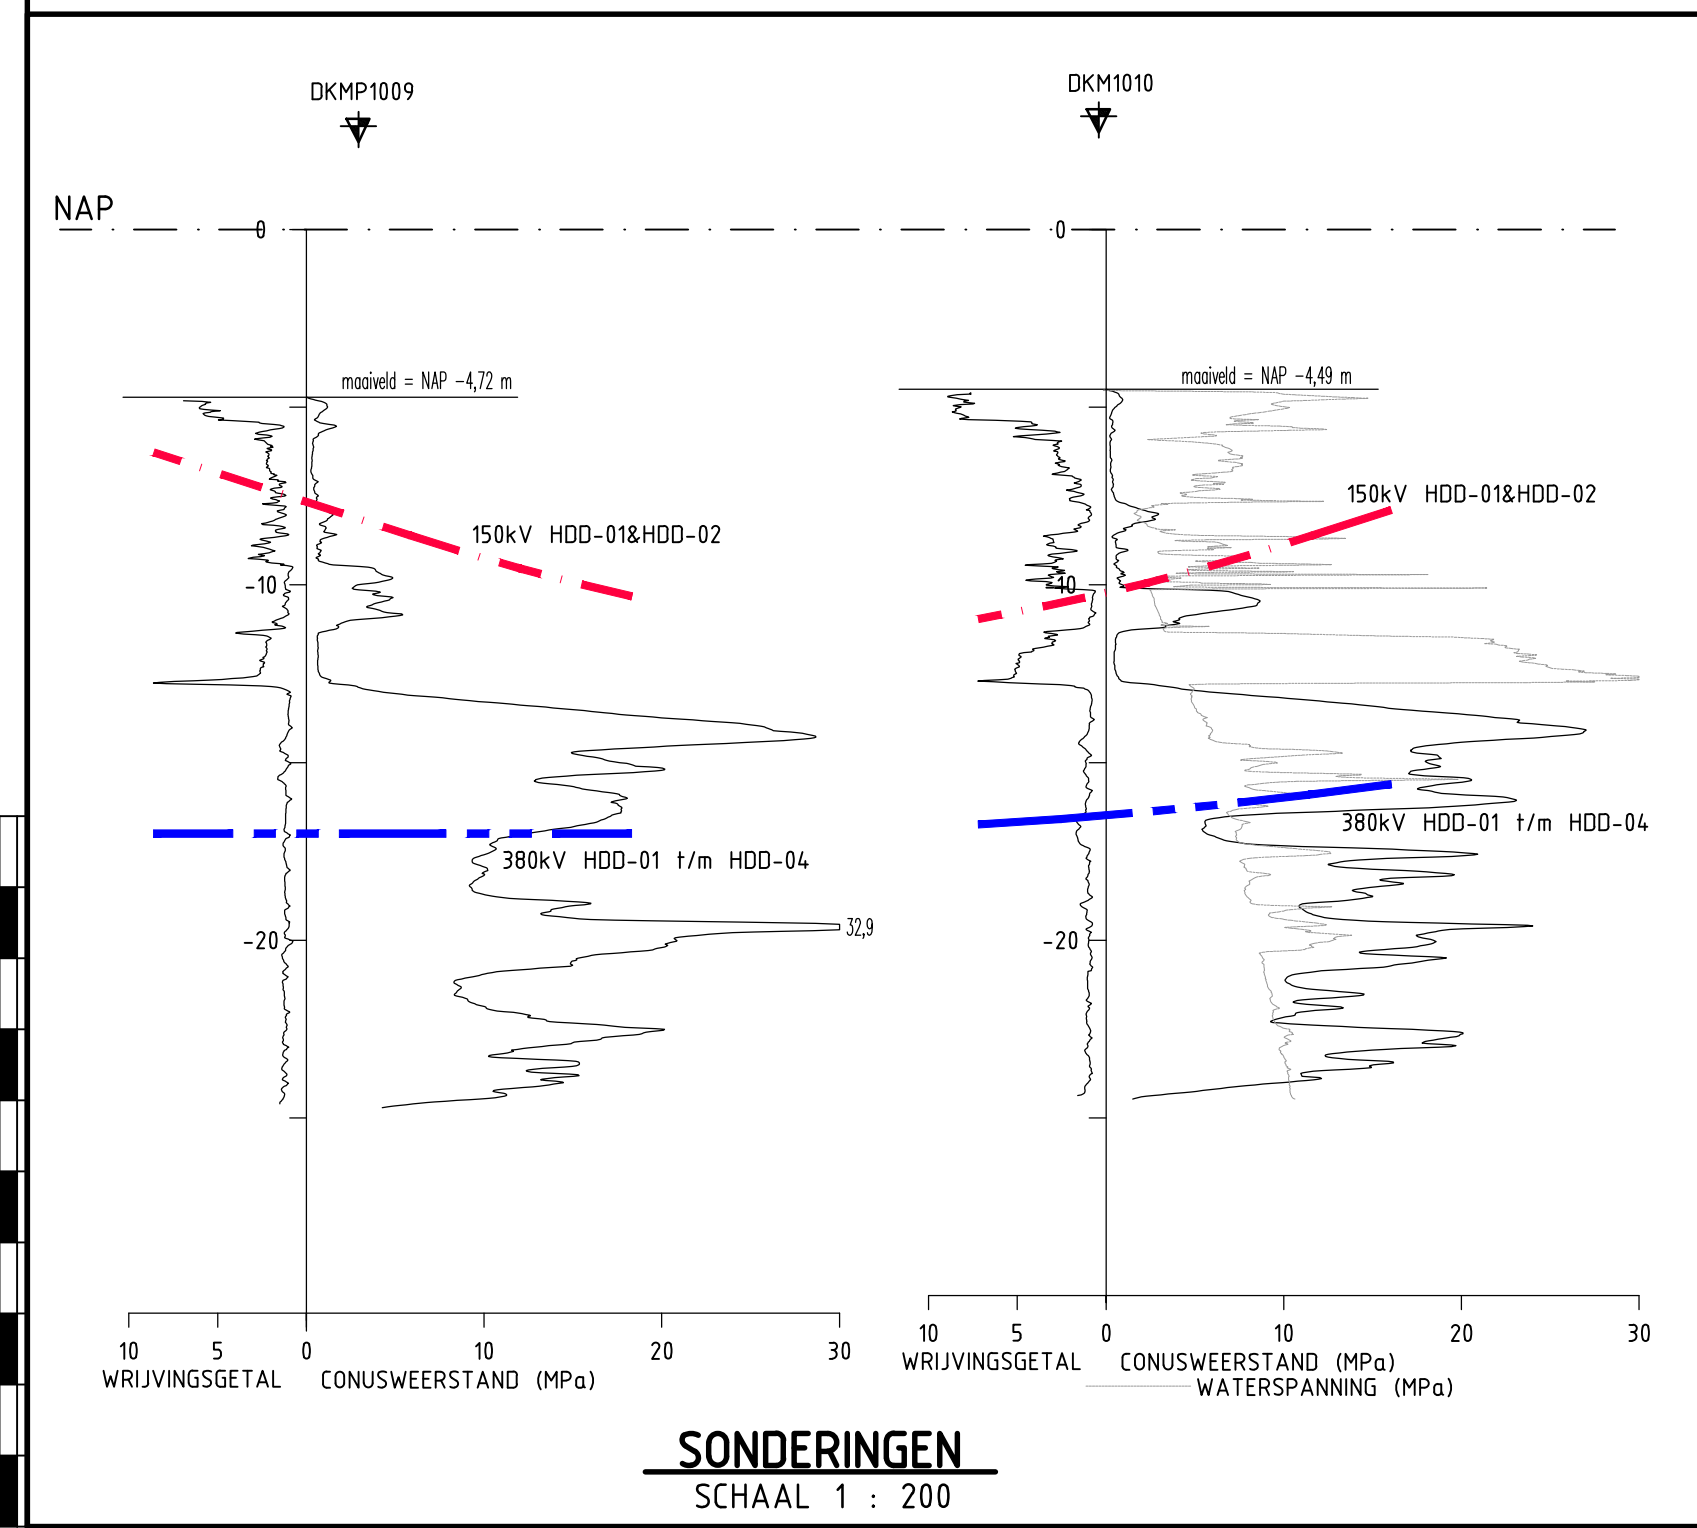 DKMP1009
DKM1010
NAP
0
0
maaiveld = NAP -4,72 m
maaiveld = NAP -4,49 m
150kV HDD-01&HDD-02
150kV HDD-01&HDD-02
-10
-10
380kV HDD-01 t/m HDD-04
380kV HDD-01 t/m HDD-04
32,9
-20
-20
10 5 0 10 20 30
WRIJVINGSGETAL CONUSWEERSTAND (MPa)
10 5 0 10 20 30
WRIJVINGSGETAL CONUSWEERSTAND (MPa)
WATERSPANNING (MPa)
SONDERINGEN
SCHAAL 1 : 200